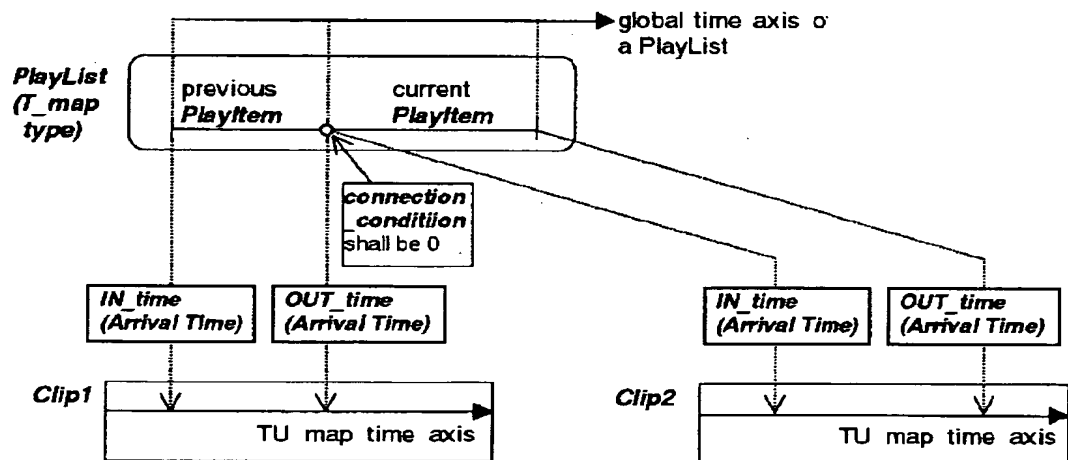 global time axis o
a PlayList
PlayList
(T_map
type)
previous
PlayItem
current
PlayItem
connection
_conditiion
shall be 0
IN_time
(Arrival Time)
OUT_time
(Arrival Time)
IN_time
(Arrival Time)
OUT_time
(Arrival Time)
Clip1
TU map time axis
Clip2
TU map time axis